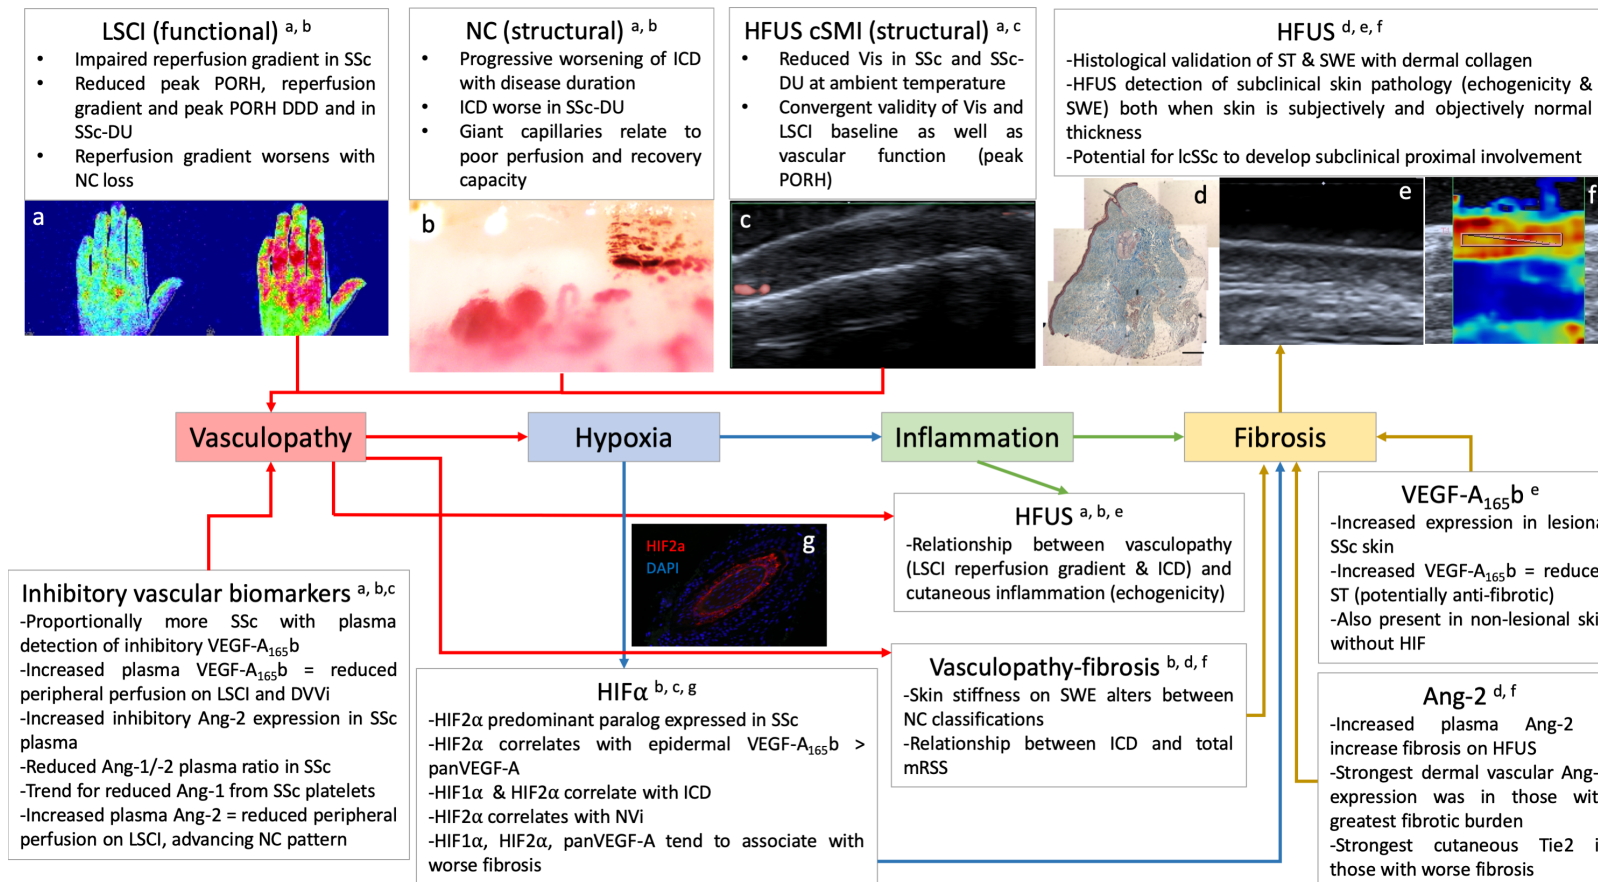 LSCI (functional) a, b
• Impaired reperfusion gradient in SSc
• Reduced peak PORH, reperfusion
gradient and peak PORH DDD and in
SSc-DU
• Reperfusion gradient worsens with
NC loss
NC (structural) a, b
• Progressive worsening of ICD
with disease duration
• ICD worse in SSc-DU
• Giant capillaries relate to
poor perfusion and recovery
capacity
HFUS cSMI (structural) a, c
• Reduced Vis in SSc and SSc-
DU at ambient temperature
• Convergent validity of Vis and
LSCI baseline as well as
vascular function (peak
PORH)
HFUS d, e, f
-Histological validation of ST & SWE with dermal collagen
-HFUS detection of subclinical skin pathology (echogenicity &
SWE) both when skin is subjectively and objectively normal
thickness
-Potential for lcSSc to develop subclinical proximal involvement
a
b
c
d
e
f
Vasculopathy
Hypoxia
Inflammation
Fibrosis
HFUS a, b, e
-Relationship between vasculopathy
(LSCI reperfusion gradient & ICD) and
cutaneous inflammation (echogenicity)
VEGF-A165b e
-Increased expression in lesiona
SSc skin
-Increased VEGF-A165b = reduce
ST (potentially anti-fibrotic)
-Also present in non-lesional ski
without HIF
HIF2a
DAPI
g
Inhibitory vascular biomarkers a, b,c
-Proportionally more SSc with plasma
detection of inhibitory VEGF-A165b
-Increased plasma VEGF-A165b = reduced
peripheral perfusion on LSCI and DVVi
-Increased inhibitory Ang-2 expression in SSc
plasma
-Reduced Ang-1/-2 plasma ratio in SSc
-Trend for reduced Ang-1 from SSc platelets
-Increased plasma Ang-2 = reduced peripheral
perfusion on LSCI, advancing NC pattern
HIFα b, c, g
-HIF2α predominant paralog expressed in SSc
-HIF2α correlates with epidermal VEGF-A165b >
panVEGF-A
-HIF1α & HIF2α correlate with ICD
-HIF2α correlates with NVi
-HIF1α, HIF2α, panVEGF-A tend to associate with
worse fibrosis
Vasculopathy-fibrosis b, d, f
-Skin stiffness on SWE alters between
NC classifications
-Relationship between ICD and total
mRSS
Ang-2 d, f
-Increased plasma Ang-2
increase fibrosis on HFUS
-Strongest dermal vascular Ang-
expression was in those wit
greatest fibrotic burden
-Strongest cutaneous Tie2 i
those with worse fibrosis